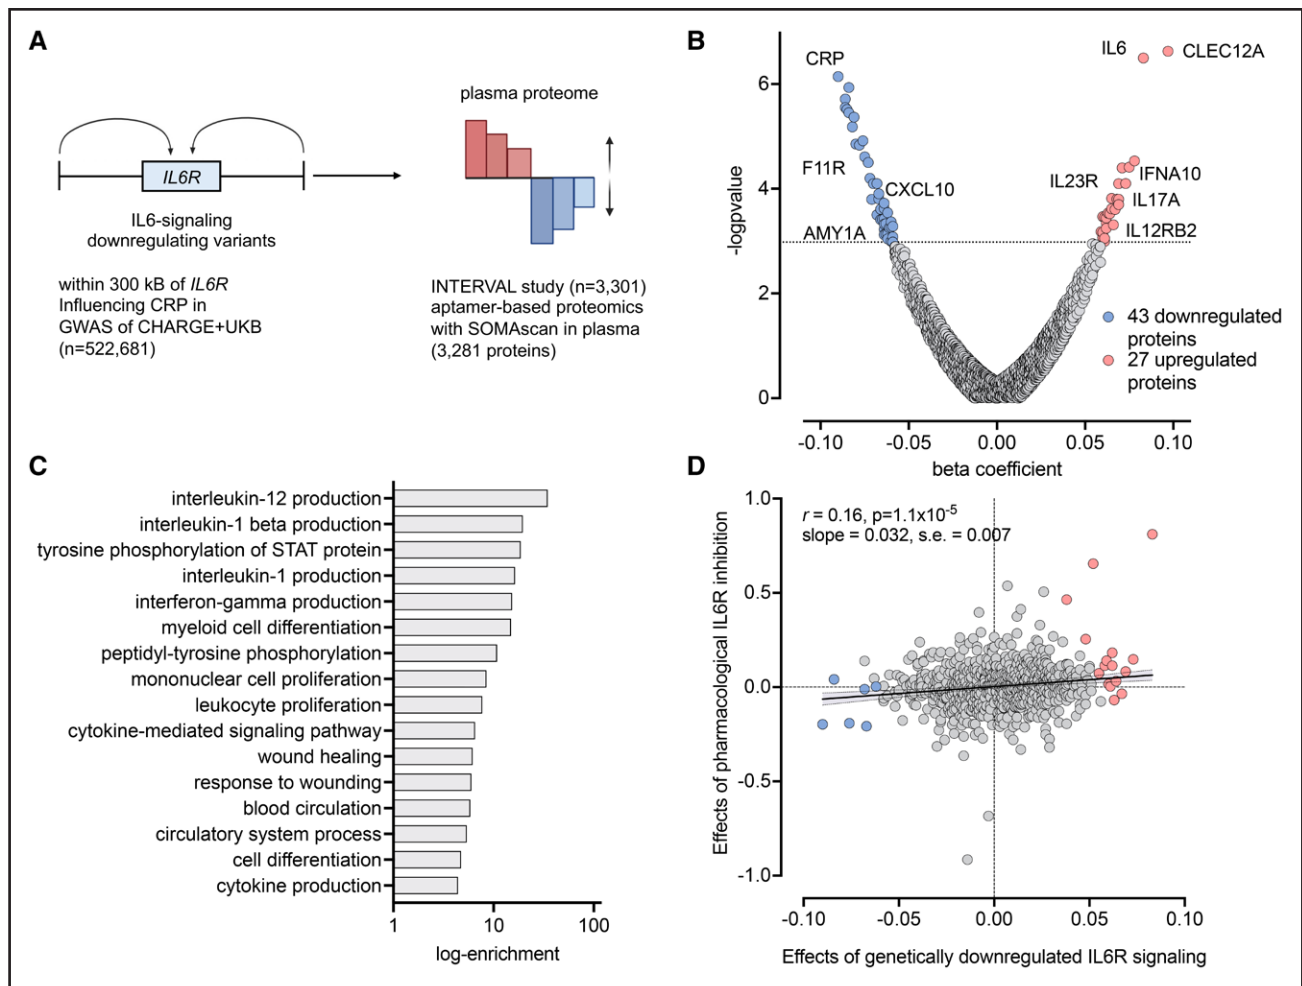 A
plasma proteome
IL6R
IL6-signaling
downregulating variants
within 300 kB of IL6R
Influencing CRP in
GWAS of CHARGE+UKB
(n=522,681)
INTERVAL study (n=3,301)
aptamer-based proteomics
with SOMAscan in plasma
(3,281 proteins)
B
-logpvalue
6
4
2
0
CRP
IL6
CLEC12A
F11R
CXCL10
AMY1A
IL23R
IFNA10
IL17A
IL12RB2
43 downregulated
proteins
27 upregulated
proteins
-0.10
-0.05
0.00
0.05
0.10
beta coefficient
C
interleukin-12 production
interleukin-1 beta production
tyrosine phosphorylation of STAT protein
interleukin-1 production
interferon-gamma production
myeloid cell differentiation
peptidyl-tyrosine phosphorylation
mononuclear cell proliferation
leukocyte proliferation
cytokine-mediated signaling pathway
wound healing
response to wounding
blood circulation
circulatory system process
cell differentiation
cytokine production
1
10
100
log-enrichment
D
Effects of pharmacological IL6R inhibition
1.0
0.5
0.0
-0.5
-1.0
r = 0.16, p=1.1x10-5
slope = 0.032, s.e. = 0.007
-0.10
-0.05
0.00
0.05
0.10
Effects of genetically downregulated IL6R signaling